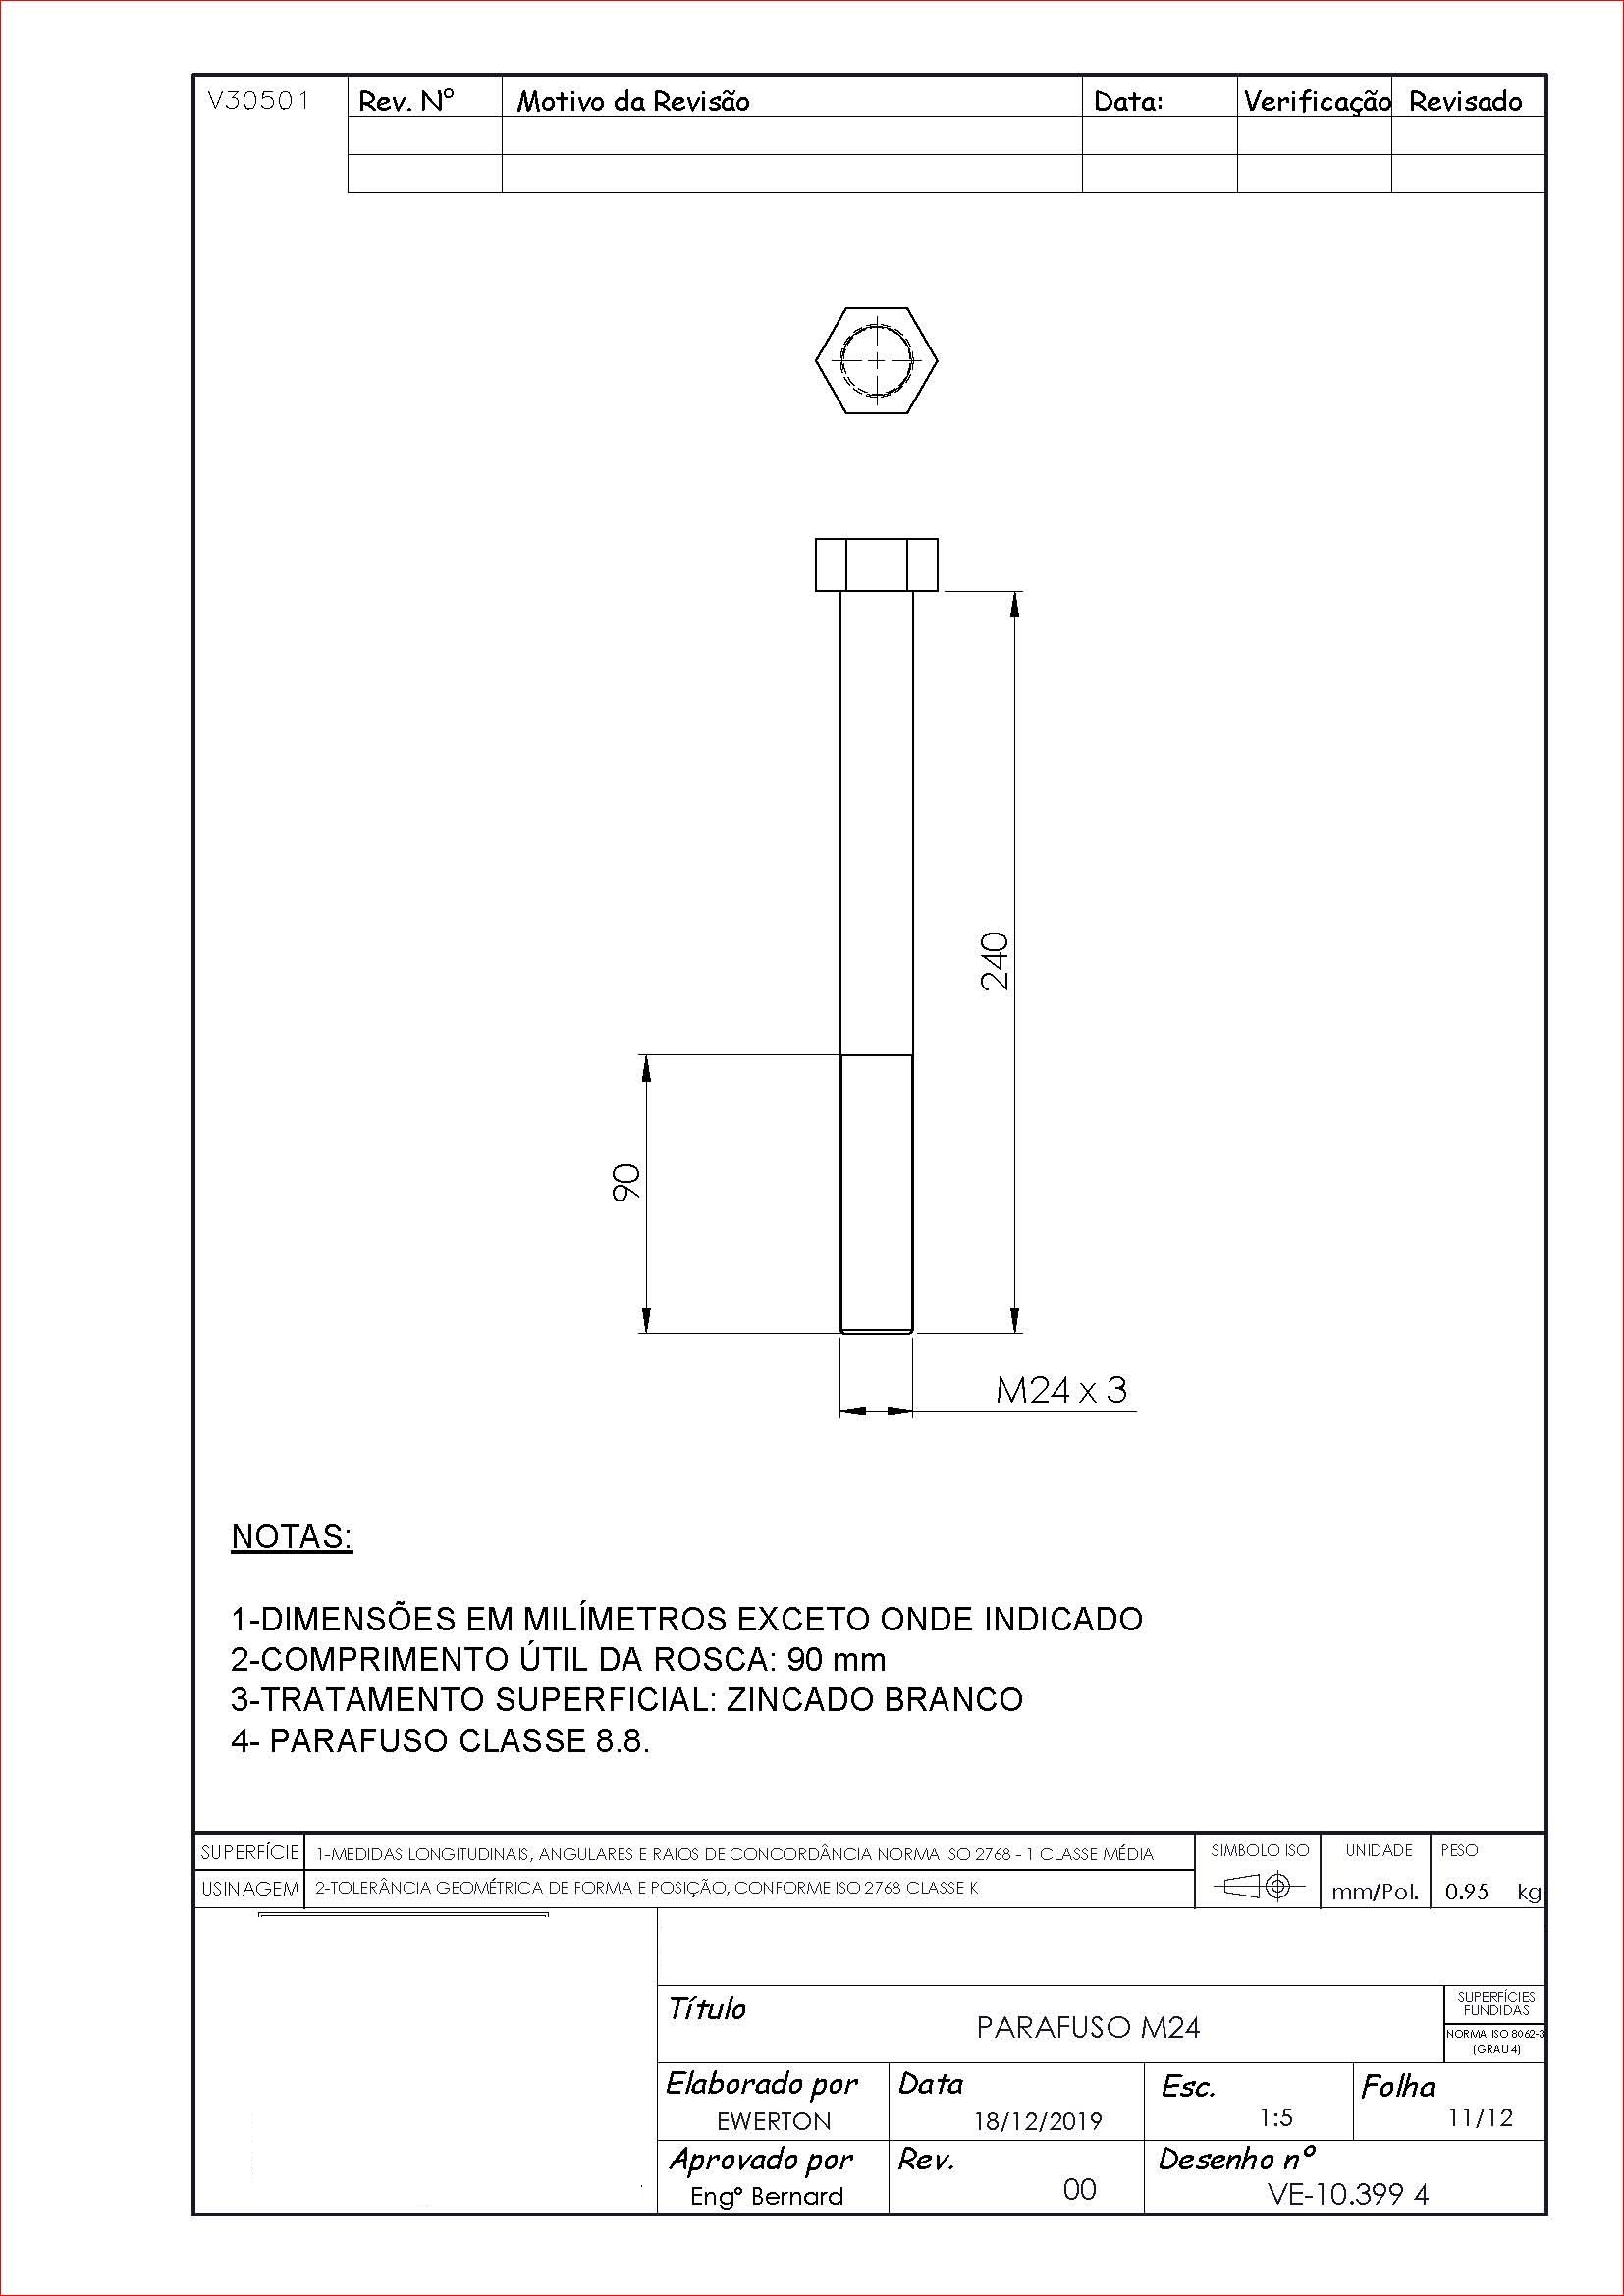 V30501
Rev. Nº
Motivo da Revisão
Data:
Verificação
Revisado
240
90
M24 x 3
NOTAS:
1-DIMENSÕES EM MILÍMETROS EXCETO ONDE INDICADO
2-COMPRIMENTO ÚTIL DA ROSCA: 90 mm
3-TRATAMENTO SUPERFICIAL: ZINCADO BRANCO
4- PARAFUSO CLASSE 8.8.
SUPERFÍCIE
1-MEDIDAS LONGITUDINAIS, ANGULARES E RAIOS DE CONCORDÂNCIA NORMA ISO 2768 - 1 CLASSE MÉDIA
USINAGEM
2-TOLERÂNCIA GEOMÉTRICA DE FORMA E POSIÇÃO, CONFORME ISO 2768 CLASSE K
SIMBOLO ISO
UNIDADE
mm/Pol.
PESO
0.95 kg
Título
PARAFUSO M24
SUPERFÍCIES
FUNDIDAS
NORMA ISO 8062-3
(GRAU 4)
Elaborado por
EWERTON
Data
18/12/2019
Esc.
1:5
Folha
11/12
Aprovado por
Engº Bernard
Rev.
00
Desenho nº
VE-10.399 4